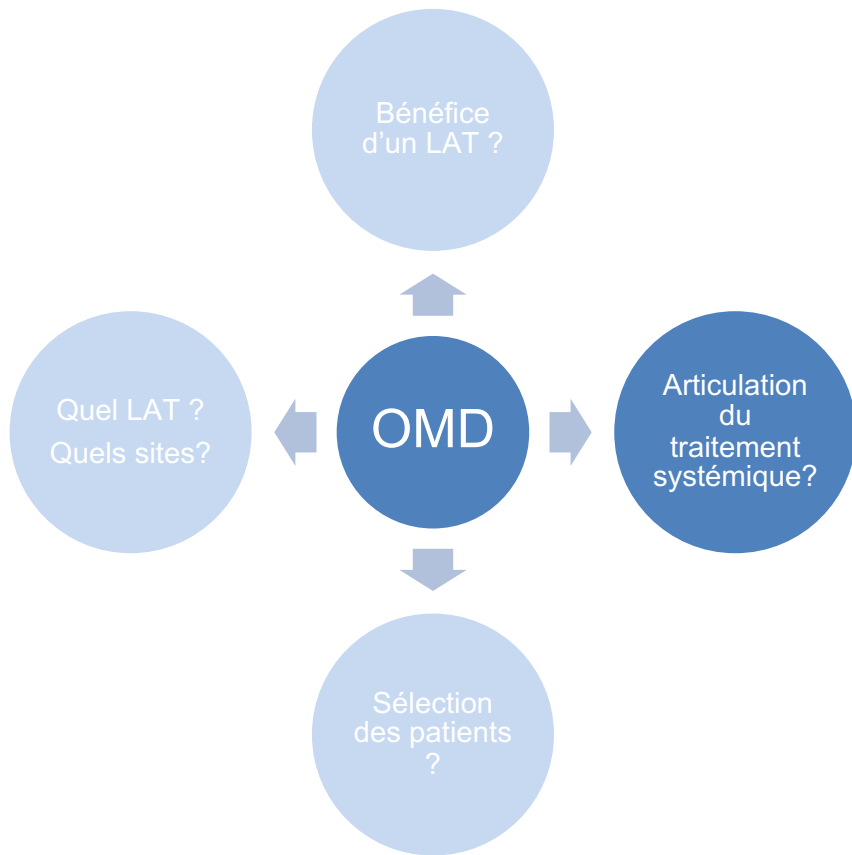 Bénéfice
d’un LAT ?
Quel LAT ?
Quels sites?
OMD
Articulation
du
traitement
systémique?
Sélection
des patients
?